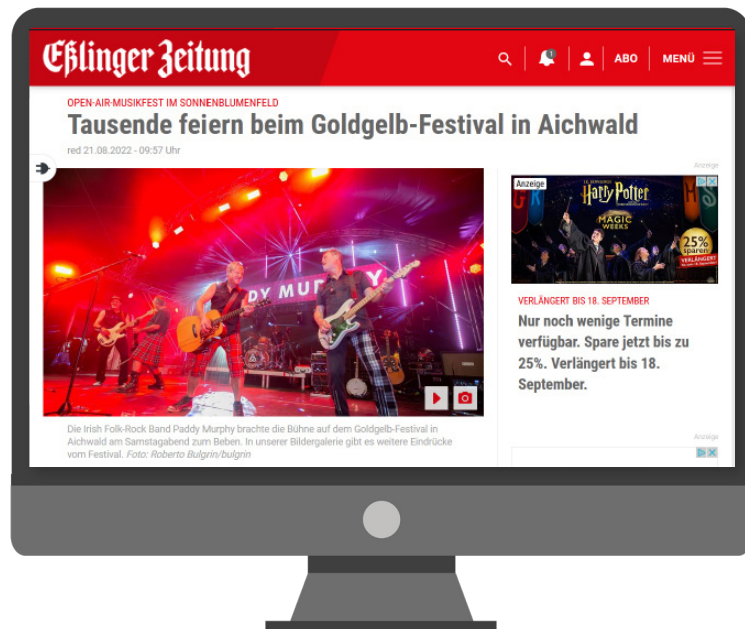 Eßlinger Zeitung
1
ABO
MENÜ
OPEN-AIR-MUSIKFEST IM SONNENBLUMENFELD
Tausende feiern beim Goldgelb-Festival in Aichwald
red 21.08.2022 - 09:57 Uhr
Anzeige
DY MURPHY
Anzeige
Harry Potter
MAGIC
WEEKS
25%
sparen
VERLÄNGERT
VERLÄNGERT BIS 18. SEPTEMBER
Nur noch wenige Termine
verfügbar. Spare jetzt bis zu
25%. Verlängert bis 18.
September.
Die Irish Folk-Rock Band Paddy Murphy brachte die Bühne auf dem Goldgelb-Festival in
Aichwald am Samstagabend zum Beben. In unserer Bildergalerie gibt es weitere Eindrücke
vom Festival. Foto: Roberto Bulgrin/bulgrin
Anzeige